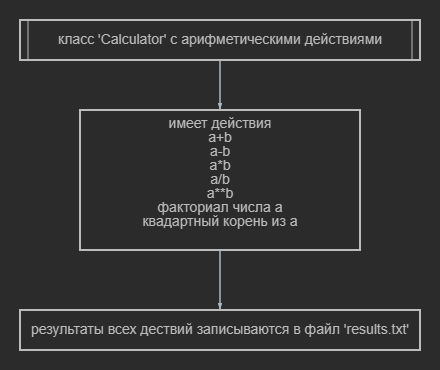 класс 'Calculator' с арифметическими действиями
имеет действия
a+b
a-b
a*b
a/b
a**b
факториал числа a
квадартный корень из a
результаты всех дествий записываются в файл 'results.txt'